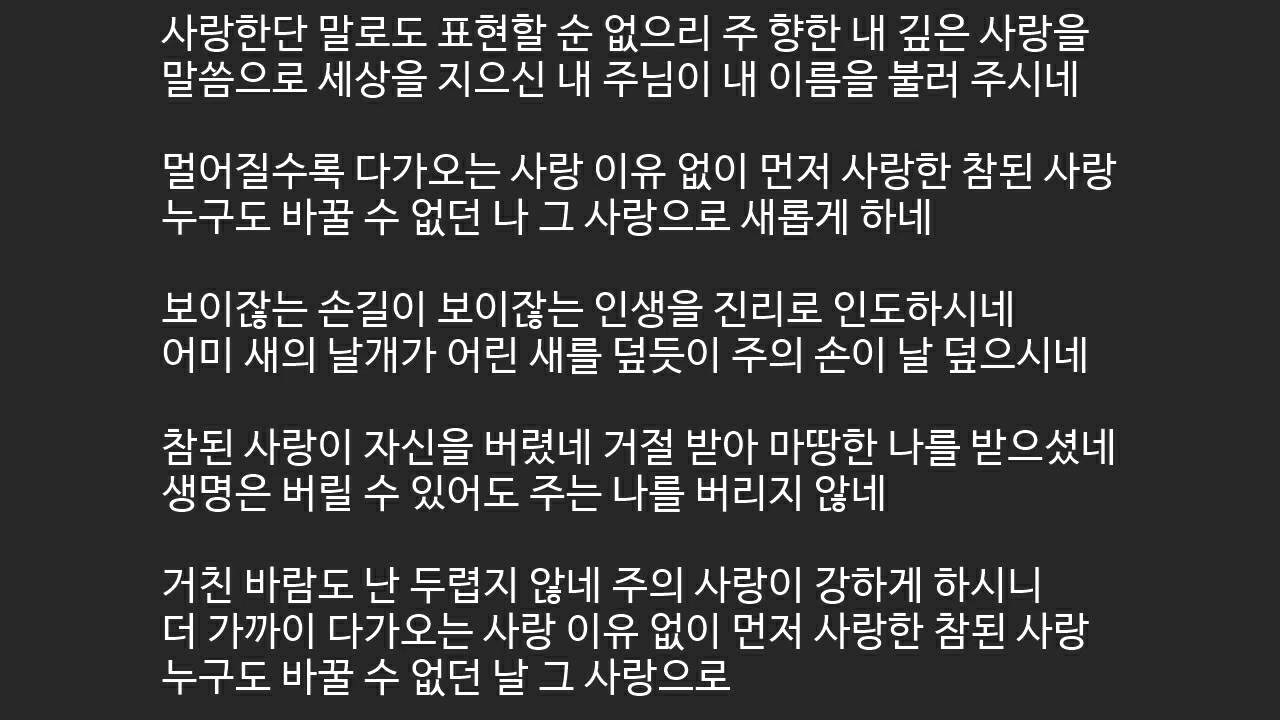 사랑한단 말로도 표현할 순 없으리 주 향한 내 깊은 사랑을
말씀으로 세상을 지으신 내 주님이 내 이름을 불러 주시네
멀어질수록 다가오는 사랑 이유 없이 먼저 사랑한 참된 사랑
누구도 바꿀 수 없던 나 그 사랑으로 새롭게 하네
보이잖는 손길이 보이잖는 인생을 진리로 인도하시네
어미 새의 날개가 어린 새를 덮듯이 주의 손이 날 덮으시네
참된 사랑이 자신을 버렸네 거절 받아 마땅한 나를 받으셨네
생명은 버릴 수 있어도 주는 나를 버리지 않네
거친 바람도 난 두렵지 않네 주의 사랑이 강하게 하시니
더 가까이 다가오는 사랑 이유 없이 먼저 사랑한 참된 사랑
누구도 바꿀 수 없던 날 그 사랑으로